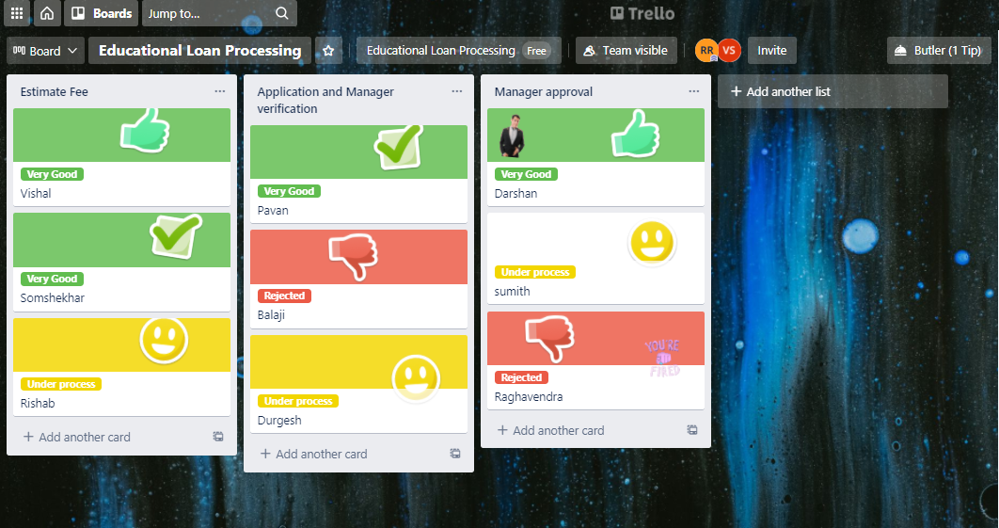 Boards
Jump to...
Trello
Board
Educational Loan Processing
Educational Loan Processing Free
Team visible
RR
VS
Invite
Butler (1 Tip)
Estimate Fee
Very Good
Vishal
Very Good
Somshekhar
Under process
Rishab
+ Add another card
Application and Manager
verification
Very Good
Pavan
Rejected
Balaji
Under process
Durgesh
+ Add another card
Manager approval
Very Good
Darshan
Under process
sumith
YOU'RE
FIRED
Rejected
Raghavendra
+ Add another card
+ Add another list